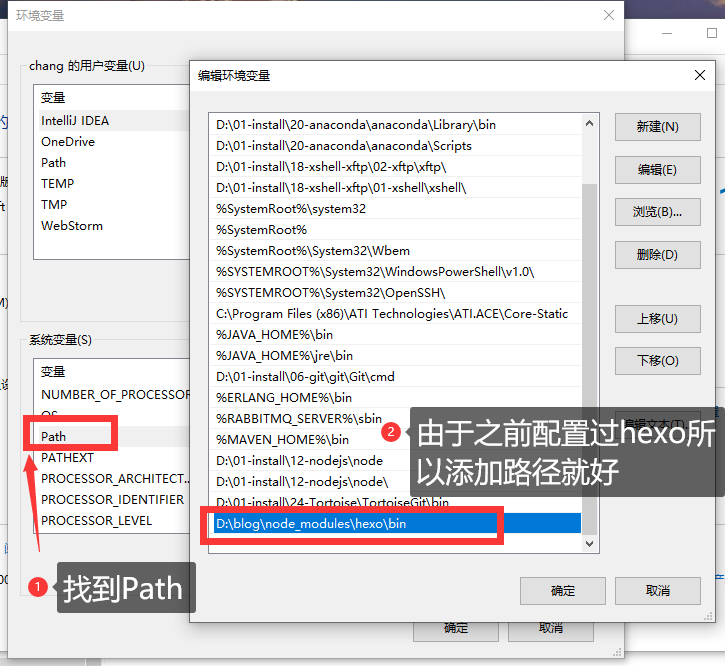 环境变量
chang 的用户变量(U)
变量
IntelliJ IDEA
OneDrive
Path
TEMP
TMP
WebStorm
系统变量(S)
变量
NUMBER_OF_PROCESSOR
OS
Path
PATHEXT
PROCESSOR_ARCHITECT...
PROCESSOR_IDENTIFIER
PROCESSOR_LEVEL
1 找到Path
编辑环境变量
D:\01-install\20-anaconda\anaconda\Library\bin
D:\01-install\20-anaconda\anaconda\Scripts
D:\01-install\18-xshell-xftp\02-xftp\xftp\
D:\01-install\18-xshell-xftp\01-xshell\xshell\
%SystemRoot%\system32
%SystemRoot%
%SystemRoot%\System32\Wbem
%SYSTEMROOT%\System32\WindowsPowerShell\v1.0\
%SYSTEMROOT%\System32\OpenSSH\
C:\Program Files (x86)\ATI Technologies\ATI.ACE\Core-Static
%JAVA_HOME%\bin
%JAVA_HOME%\jre\bin
D:\01-install\06-git\git\Git\cmd
%ERLANG_HOME%\bin
%RABBITMQ_SERVER%\sbin
%MAVEN_HOME%\bin
D:\01-install\12-nodejs\node
D:\01-install\12-nodejs\node\
D:\01-install\24-Tortoise\TortoiseGit\bin
D:\blog\node_modules\hexo\bin
新建(N)
编辑(E)
浏览(B)...
删除(D)
上移(U)
下移(O)
编辑文本(T)...
2 由于之前配置过hexo所
以添加路径就好
确定
取消
确定
取消